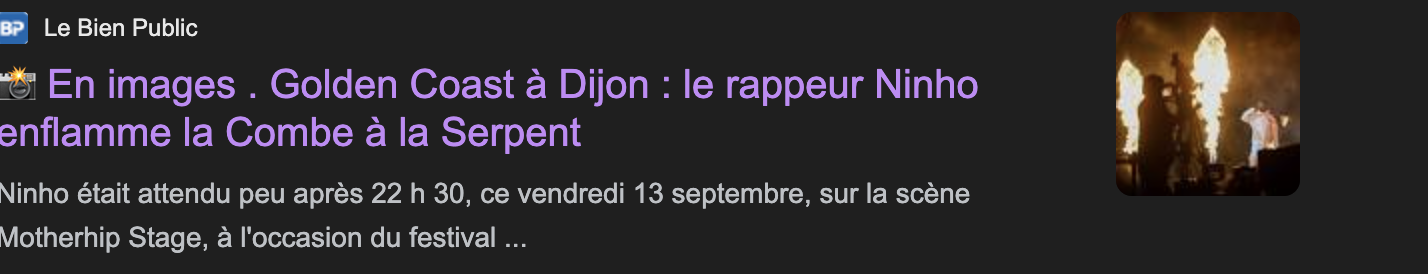 BP Le Bien Public
📸 En images . Golden Coast à Dijon : le rappeur Ninho
enflamme la Combe à la Serpent
Ninho était attendu peu après 22 h 30, ce vendredi 13 septembre, sur la scène
Motherhip Stage, à l'occasion du festival ...